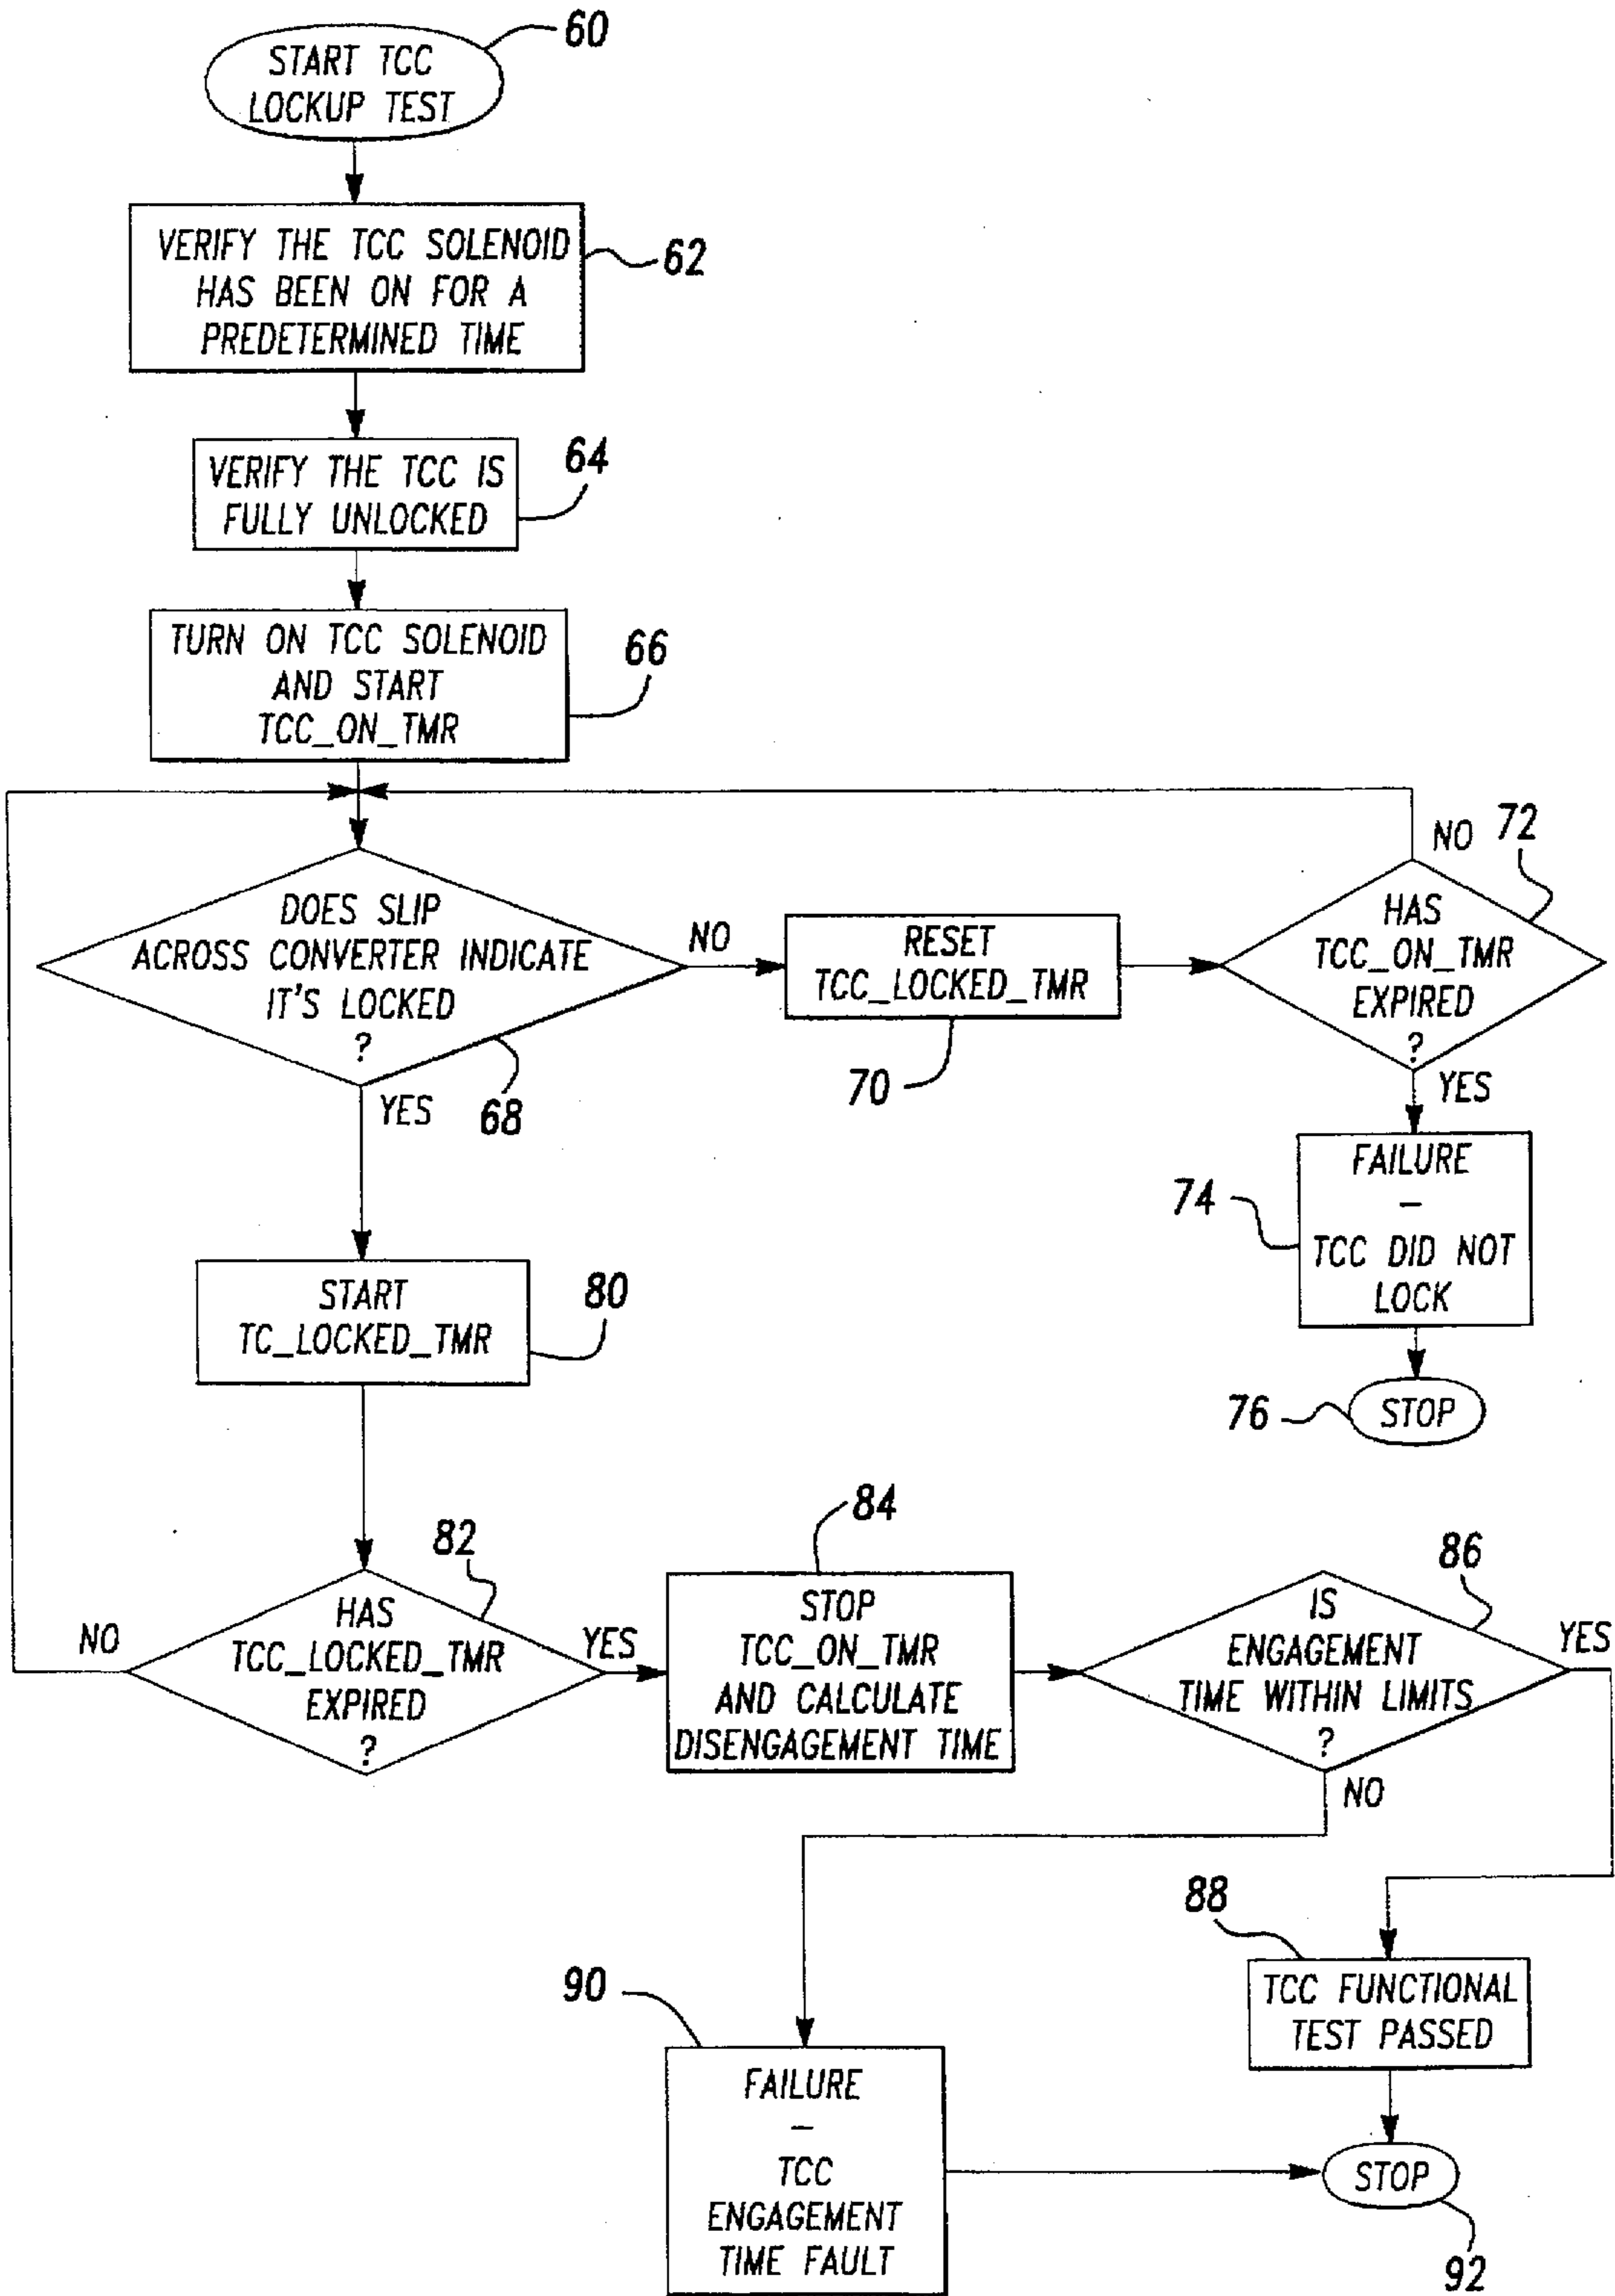 START TCC
LOCKUP TEST
60
VERIFY THE TCC SOLENOID
HAS BEEN ON FOR A
PREDETERMINED TIME
62
VERIFY THE TCC IS
FULLY UNLOCKED
64
TURN ON TCC SOLENOID
AND START
TCC_ON_TMR
66
DOES SLIP
ACROSS CONVERTER INDICATE
IT'S LOCKED
?
68
NO
YES
RESET
TCC_LOCKED_TMR
70
HAS
TCC_ON_TMR
EXPIRED
?
72
NO
YES
FAILURE
–
TCC DID NOT
LOCK
74
STOP
76
START
TC_LOCKED_TMR
80
HAS
TCC_LOCKED_TMR
EXPIRED
?
82
NO
YES
STOP
TCC_ON_TMR
AND CALCULATE
DISENGAGEMENT TIME
84
IS
ENGAGEMENT
TIME WITHIN LIMITS
?
86
YES
NO
TCC FUNCTIONAL
TEST PASSED
88
FAILURE
–
TCC
ENGAGEMENT
TIME FAULT
90
STOP
92